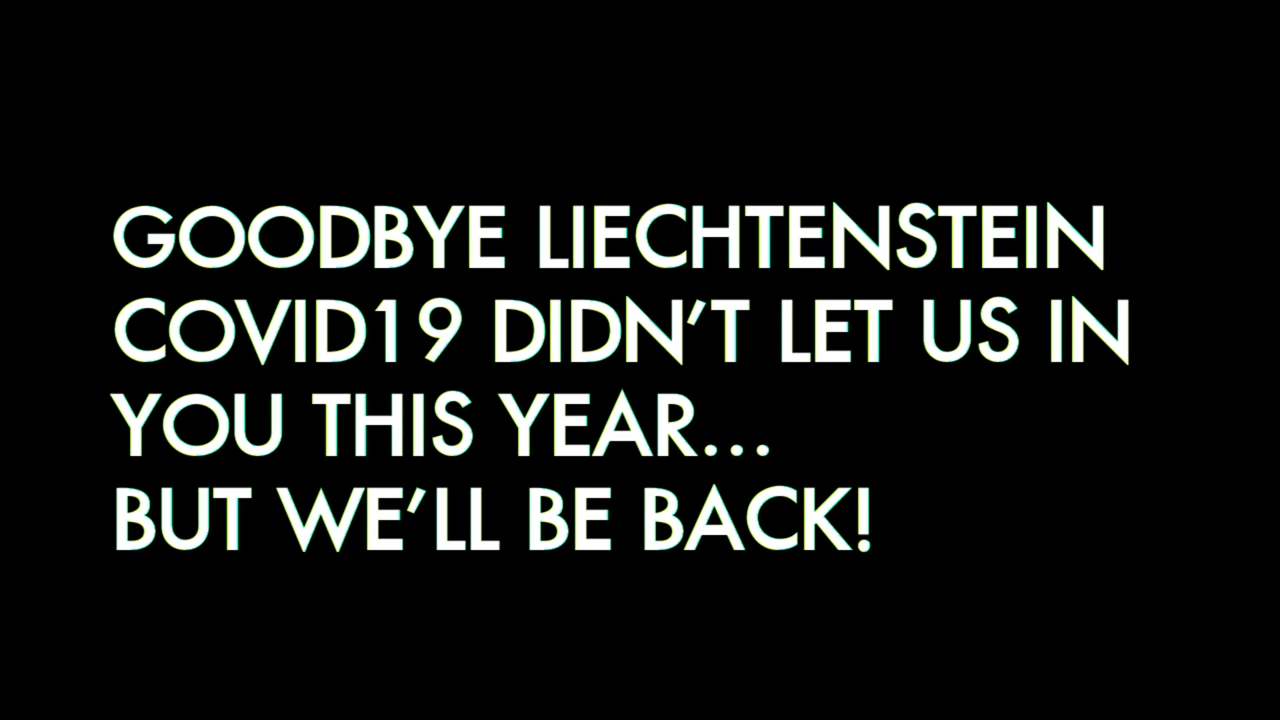 GOODBYE LIECHTENSTEIN
COVID19 DIDN’T LET US IN
YOU THIS YEAR...
BUT WE’LL BE BACK!